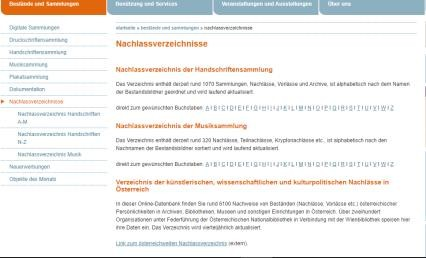 Bestände und Sammlungen
Benützung und Services
Veranstaltungen und Ausstellungen
Über uns
Digitale Sammlungen
Druckschriftensammlung
Handschriftensammlung
Musiksammlung
Plakatsammlung
Dokumentation
Nachlassverzeichnisse
Nachlassverzeichnis Handschriften
A-M
Nachlassverzeichnis Handschriften
N-Z
Nachlassverzeichnis Musik
Neuerwerbungen
Objekte des Monats
startseite » bestände und sammlungen » nachlassverzeichnisse
Nachlassverzeichnisse
Nachlassverzeichnis der Handschriftensammlung
Das Verzeichnis enthält derzeit rund 1070 Sammlungen, Nachlässe, Vorlässe und Archive, ist alphabetisch nach dem Namen
der Bestandsbildner geordnet und wird laufend aktualisiert.
direkt zum gewünschten Buchstaben: A | B | C | D | E | F | G | H | I | J | K | L | M | N | O | P | Q | R | S | T | U | V | W | Z
Nachlassverzeichnis der Musiksammlung
Das Verzeichnis enthält derzeit rund 320 Nachlässe, Teilnachlässe, Kryptonachlässe etc., ist alphabetisch nach den
Nachnamen der Bestandsbildner sortiert und wird laufend aktualisiert.
direkt zum gewünschten Buchstaben: A | B | C | D | E | F | G | H | I | J | K | L | M | N | O | P | Q | R | S | T | U | V | W | Z
Verzeichnis der künstlerischen, wissenschaftlichen und kulturpolitischen Nachlässe in
Österreich
In dieser Online-Datenbank finden Sie rund 6100 Nachweise von Beständen (Nachlässe, Vorlässe etc.) österreichischer
Persönlichkeiten in Archiven, Bibliotheken, Museen und sonstigen Einrichtungen in Österreich. Über zweihundert
Organisationen unter Federführung der Österreichischen Nationalbibliothek in Verbindung mit der Wienbibliothek speisen hier
ihre Daten ein. Das Verzeichnis wird vierteljährlich aktualisiert.
Link zum österreichweiten Nachlassverzeichnis (extern).